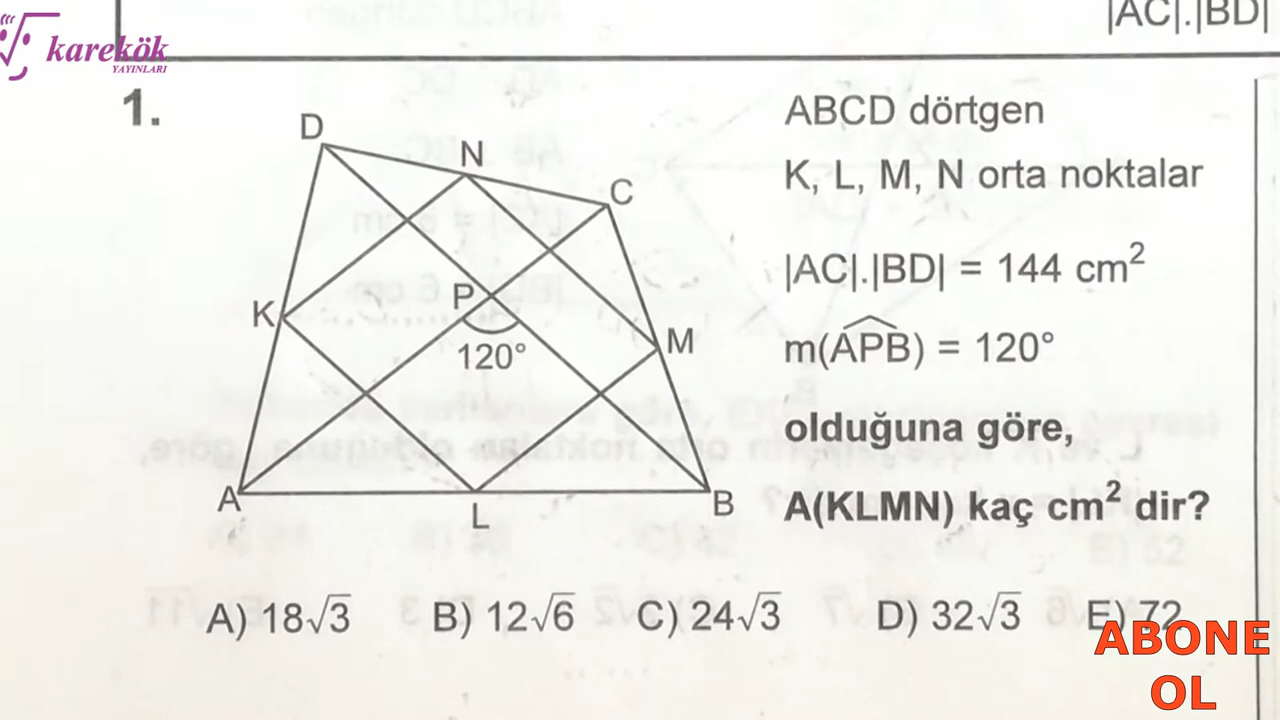 |AC|.|BD|
karekök
YAYINLARI
1.
D
N
C
K
P
120°
M
A
L
B
ABCD dörtgen
K, L, M, N orta noktalar
|AC|.|BD| = 144 cm²
m(APB) = 120°
olduğuna göre,
A(KLMN) kaç cm² dir?
A) 18√3 B) 12√6 C) 24√3 D) 32√3 E) 72
ABONE
OL